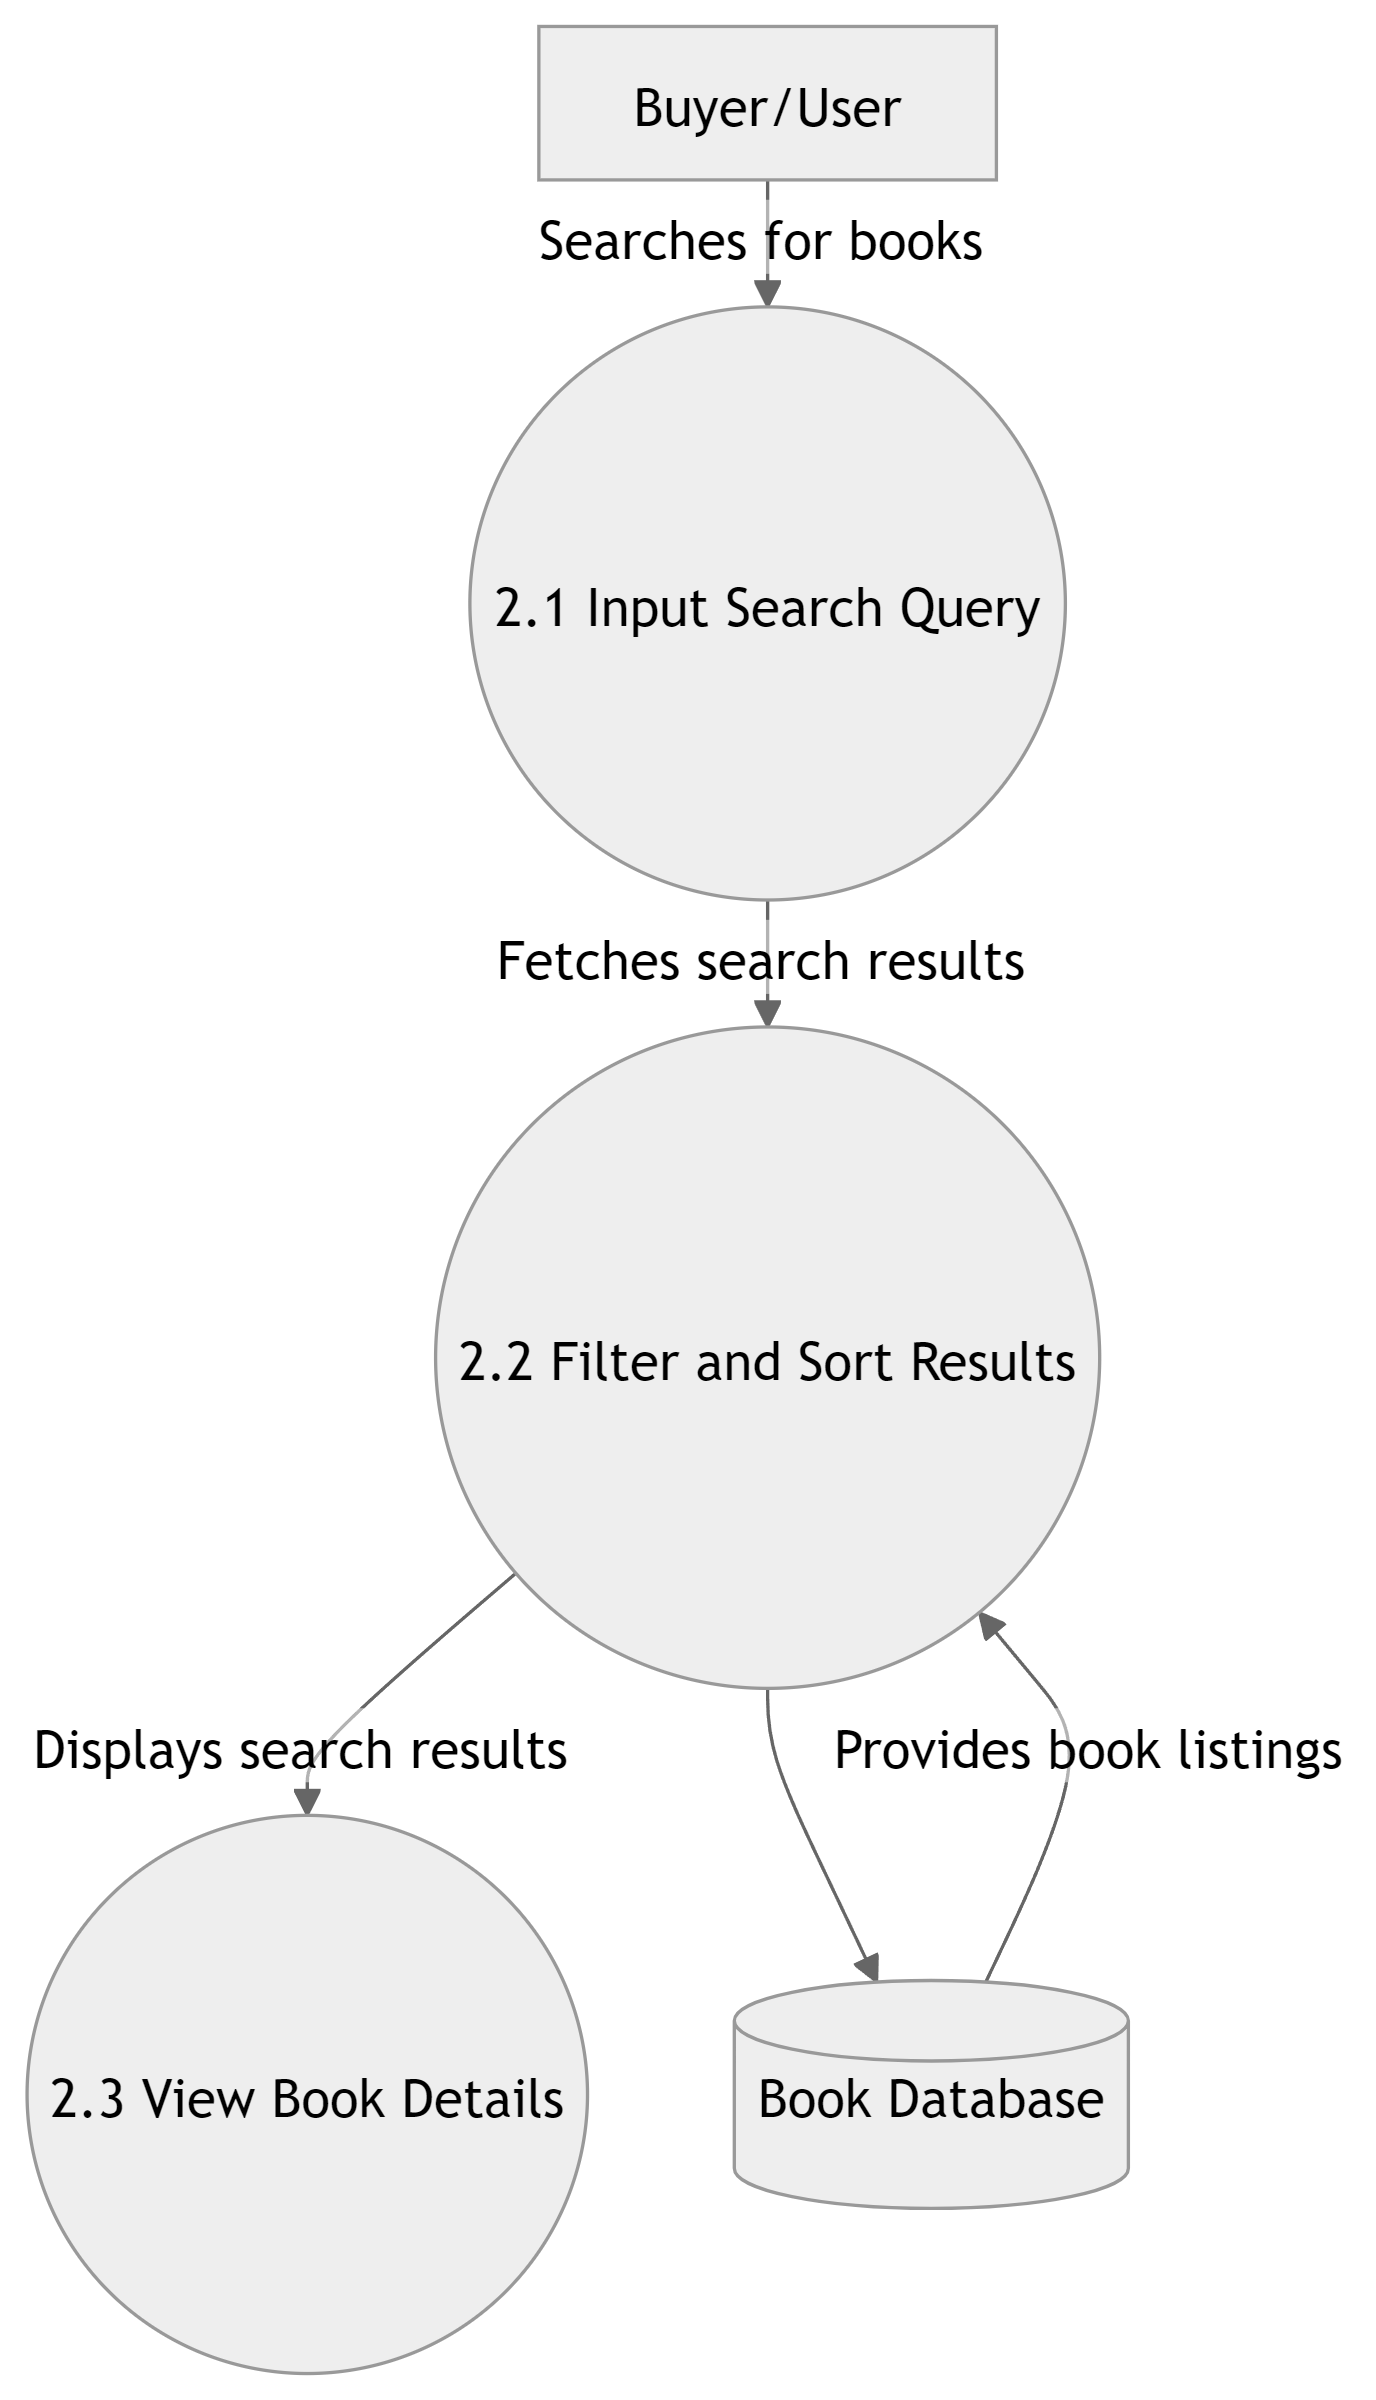 Buyer/User
Searches for books
2.1 Input Search Query
Fetches search results
2.2 Filter and Sort Results
Displays search results
Provides book listings
2.3 View Book Details
Book Database